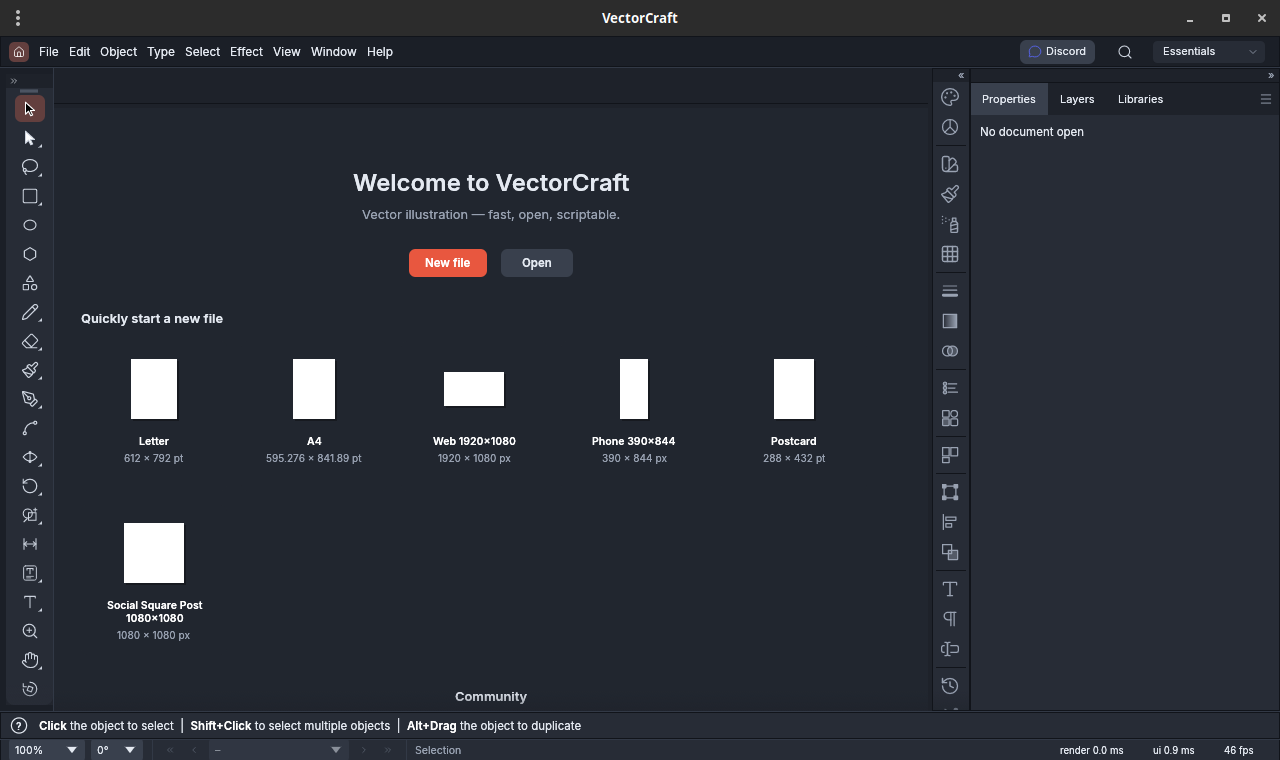 VectorCraft
File Edit Object Type Select Effect View Window Help
Discord
Essentials
Properties Layers Libraries
No document open
Welcome to VectorCraft
Vector illustration — fast, open, scriptable.
New file Open
Quickly start a new file
Letter
612 × 792 pt
A4
595.276 × 841.89 pt
Web 1920×1080
1920 × 1080 px
Phone 390×844
390 × 844 px
Postcard
288 × 432 pt
Social Square Post
1080×1080
1080 × 1080 px
Community
Click the object to select | Shift+Click to select multiple objects | Alt+Drag the object to duplicate
100% 0° – Selection render 0.0 ms ui 0.9 ms 46 fps